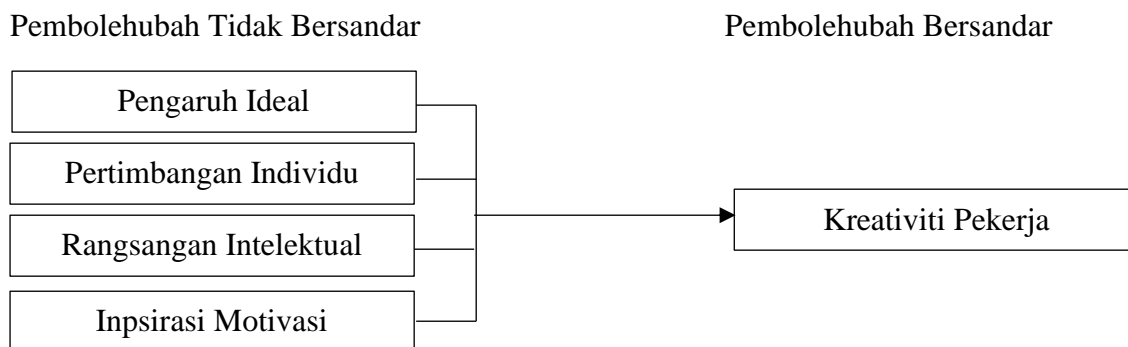 Pembolehubah Tidak Bersandar
Pembolehubah Bersandar
Pengaruh Ideal
Pertimbangan Individu
Rangsangan Intelektual
Inpsirasi Motivasi
Kreativiti Pekerja